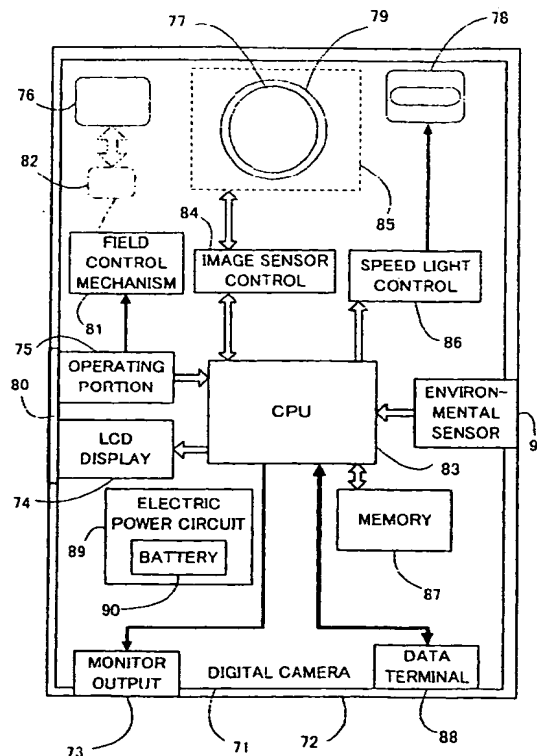 77
79
78
76
82
84
85
FIELD
CONTROL
MECHANISM
IMAGE SENSOR
CONTROL
SPEED LIGHT
CONTROL
81
86
75
OPERATING
PORTION
80
CPU
ENVIRON-
MENTAL
SENSOR
9
LCD
DISPLAY
83
74
ELECTRIC
POWER CIRCUIT
89
BATTERY
90
MEMORY
87
MONITOR
OUTPUT
DIGITAL CAMERA
DATA
TERMINAL
73
71
72
88